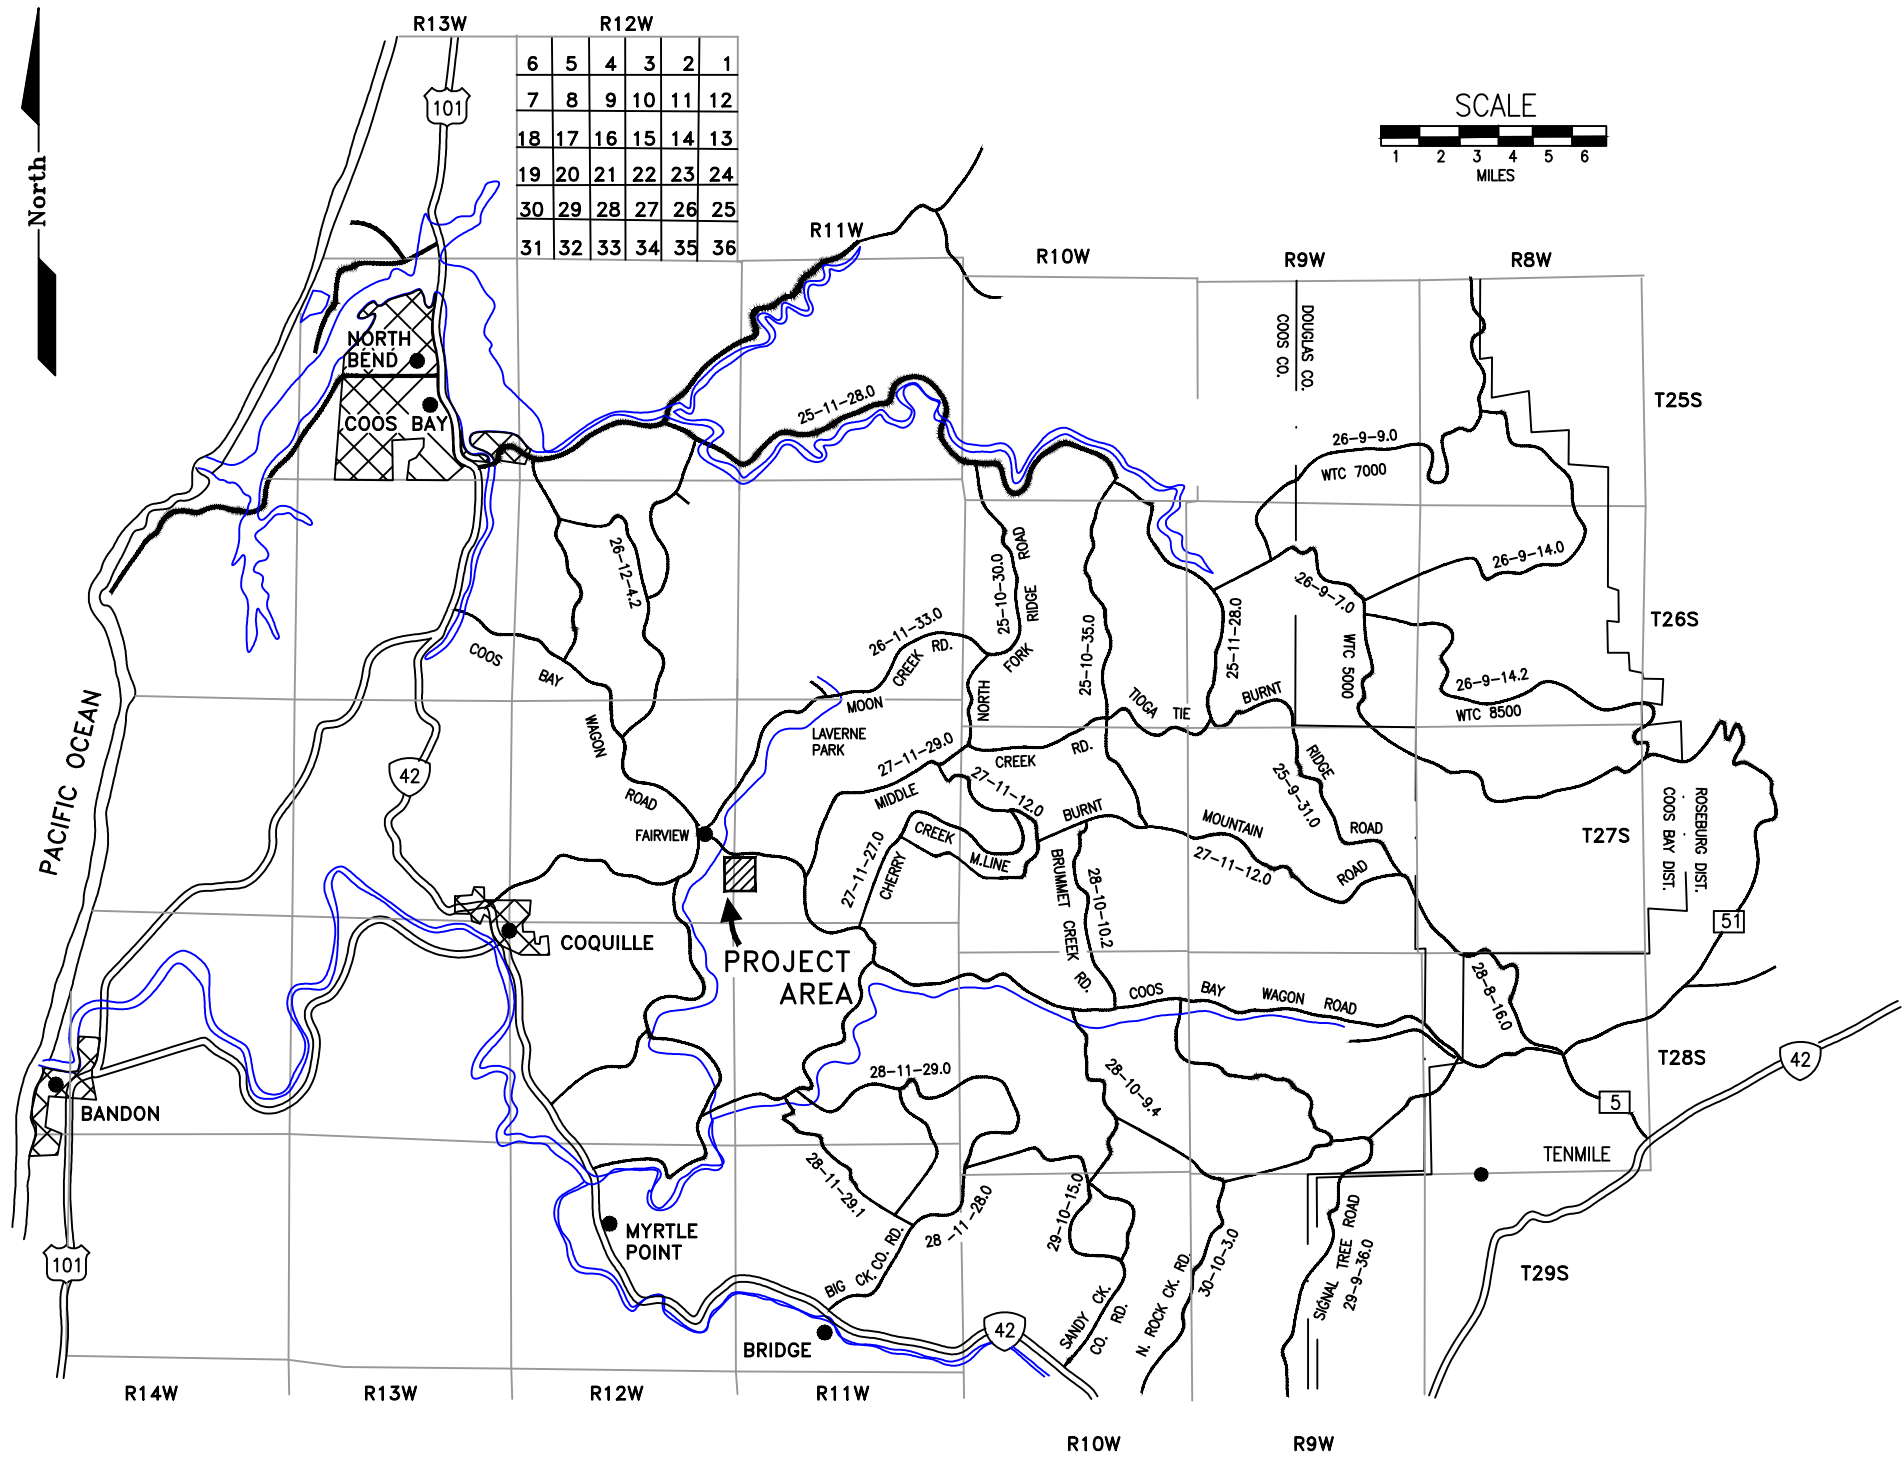 R13W
R12W
6 5 4 3 2 1
7 8 9 10 11 12
18 17 16 15 14 13
19 20 21 22 23 24
30 29 28 27 26 25
31 32 33 34 35 36
North
101
SCALE
1 2 3 4 5 6
MILES
R11W
R10W
R9W
R8W
DOUGLAS CO.
COOS CO.
NORTH
BEND
COOS BAY
25-11-28.0
T25S
26-9-9.0
WTC 7000
26-12-4.2
25-10-30.0
NORTH FORK RIDGE ROAD
26-9-14.0
26-9-7.0
25-11-28.0
25-10-35.0
T26S
26-11-33.0
MOON CREEK RD.
COOS BAY WAGON ROAD
WTC 5000
26-9-14.2
WTC 8500
TIOGA TIE
BURNT RIDGE ROAD
25-9-31.0
LAVERNE
PARK
PACIFIC OCEAN
42
27-11-29.0
MIDDLE CREEK RD.
27-11-12.0
BURNT MOUNTAIN ROAD
27-11-12.0
ROSEBURG DIST.
COOS BAY DIST.
T27S
FAIRVIEW
27-11-27.0
CHERRY CREEK
M.LINE
BRUMMET CREEK RD.
28-10-10.2
51
COQUILLE
PROJECT
AREA
COOS BAY WAGON ROAD
28-8-16.0
T28S
42
BANDON
28-11-29.0
28-10-9.4
5
TENMILE
28-11-29.1
28-11-28.0
29-10-15.0
MYRTLE
POINT
BIG CK. CO. RD.
SANDY CK.
CO. RD.
N. ROCK CK. RD.
30-10-3.0
SIGNAL TREE ROAD
29-9-36.0
T29S
101
42
BRIDGE
R14W
R13W
R12W
R11W
R10W
R9W